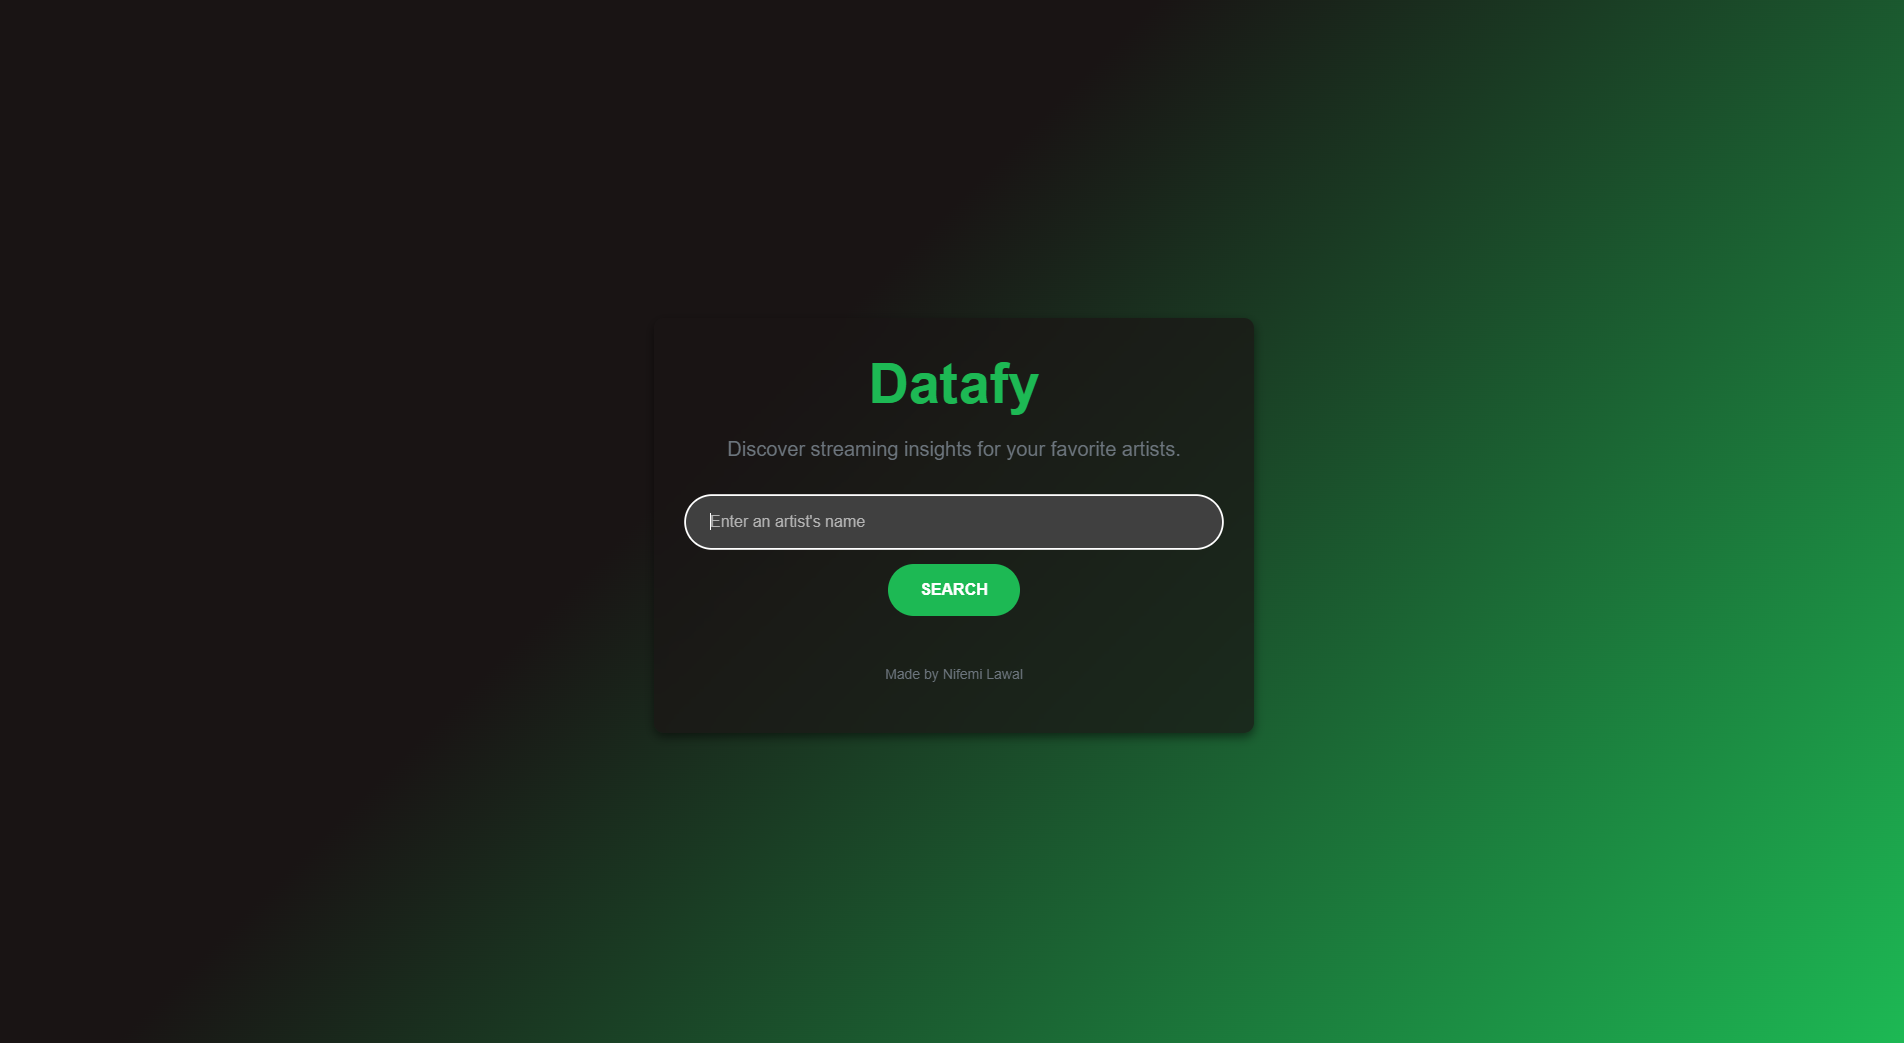 Datafy
Discover streaming insights for your favorite artists.
Enter an artist's name
SEARCH
Made by Nifemi Lawal